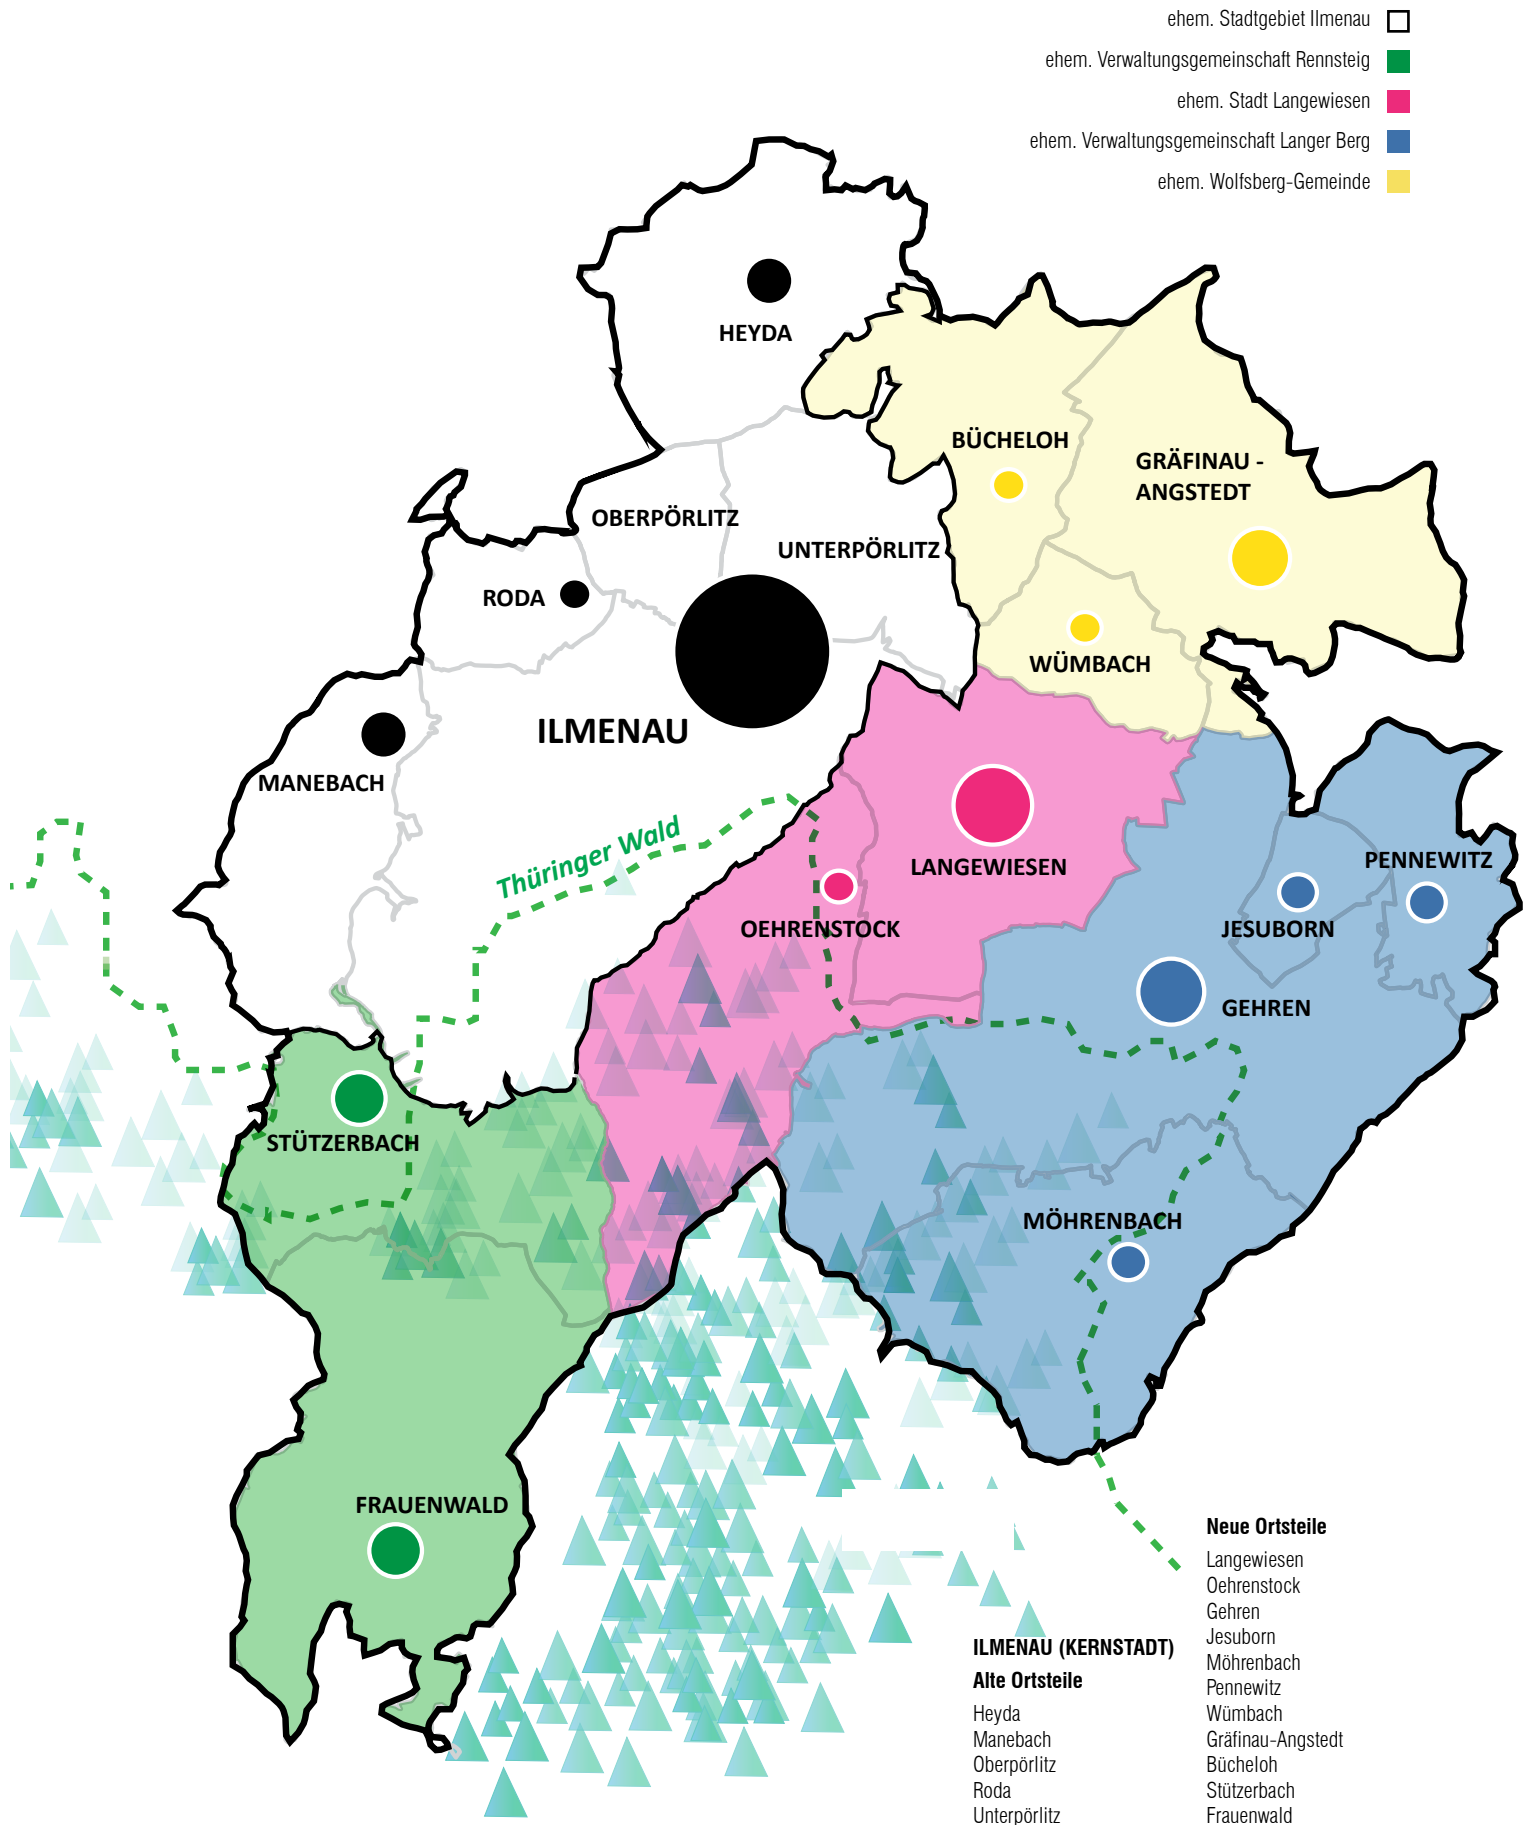 ehem. Stadtgebiet Ilmenau
ehem. Verwaltungsgemeinschaft Rennsteig
ehem. Stadt Langewiesen
ehem. Verwaltungsgemeinschaft Langer Berg
ehem. Wolfsberg-Gemeinde
HEYDA
BÜCHELOH
GRÄFINAU -
ANGSTEDT
OBERPÖRLITZ
UNTERPÖRLITZ
RODA
WÜMBACH
ILMENAU
MANEBACH
Thüringer Wald
LANGEWIESEN
PENNEWITZ
OEHRENSTOCK
JESUBORN
GEHREN
STÜTZERBACH
MÖHRENBACH
FRAUENWALD
ILMENAU (KERNSTADT)
Alte Ortsteile
Heyda
Manebach
Oberpörlitz
Roda
Unterpörlitz
Neue Ortsteile
Langewiesen
Oehrenstock
Gehren
Jesuborn
Möhrenbach
Pennewitz
Wümbach
Gräfinau-Angstedt
Bücheloh
Stützerbach
Frauenwald